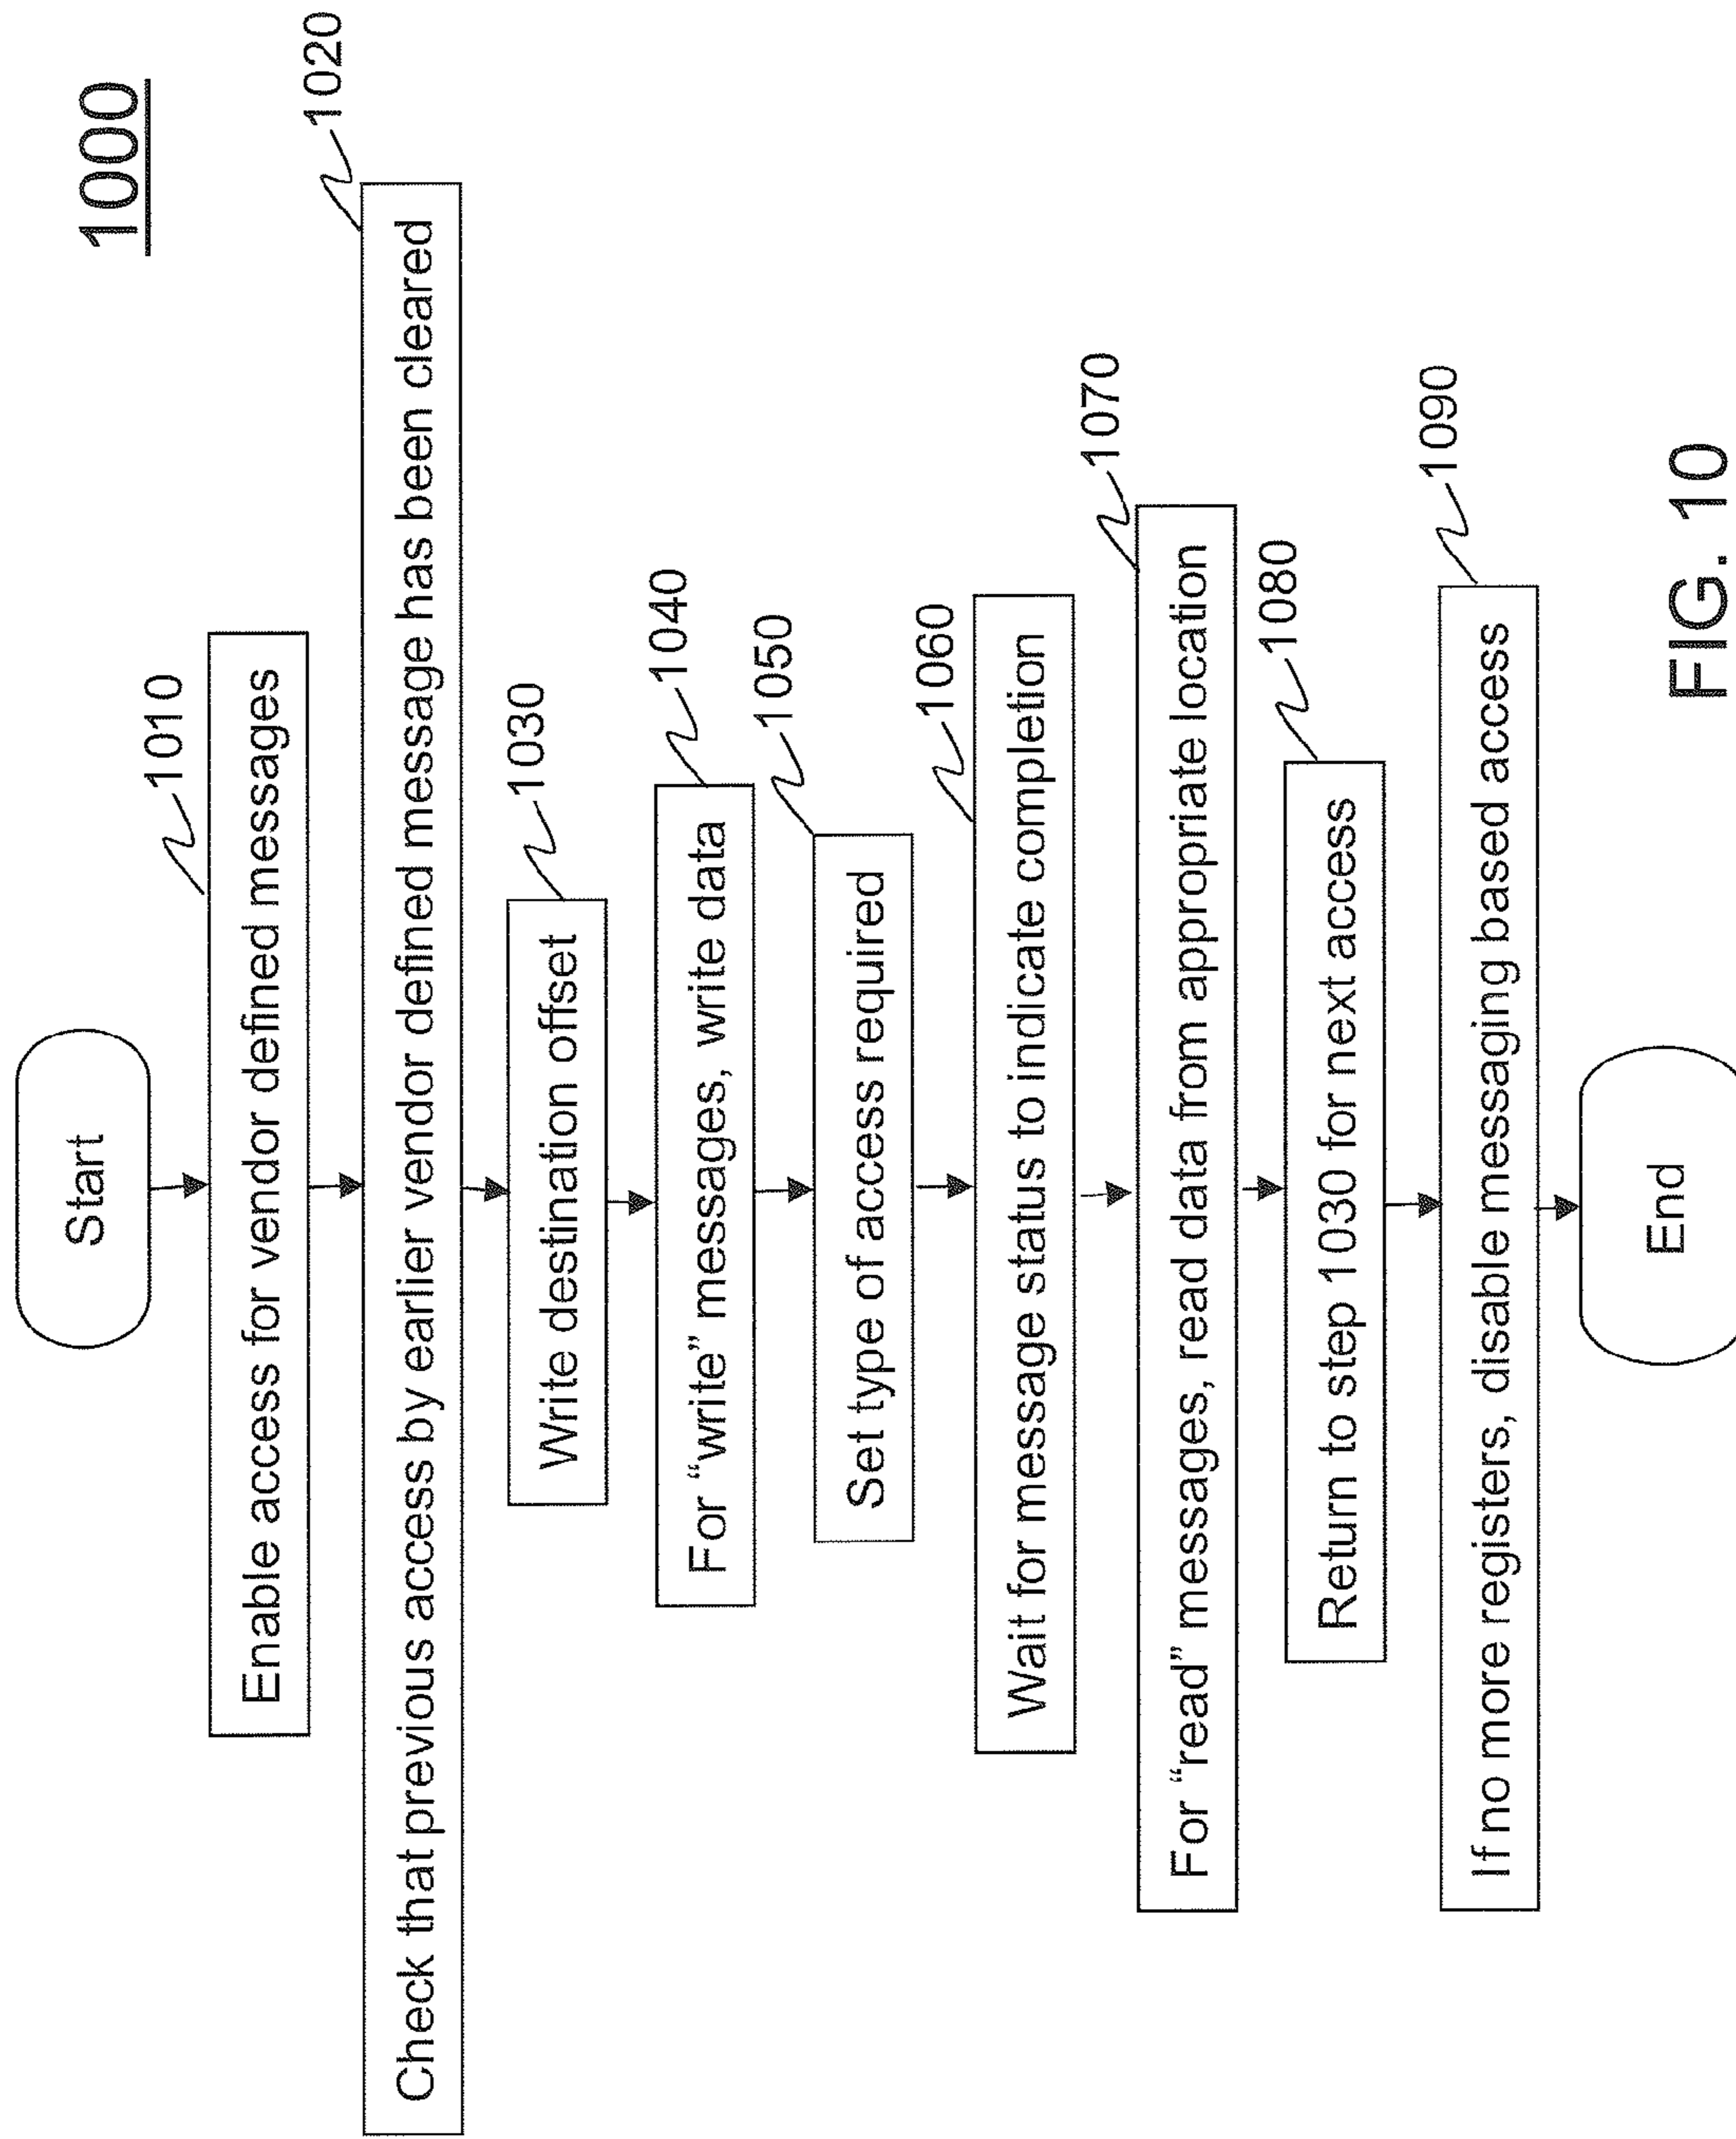 1000
Start
1010
Enable access for vendor defined messages
1020
Check that previous access by earlier vendor defined message has been cleared
1030
Write destination offset
1040
For “write” messages, write data
1050
Set type of access required
1060
Wait for message status to indicate completion
1070
For “read” messages, read data from appropriate location
1080
Return to step 1030 for next access
1090
If no more registers, disable messaging based access
End
FIG. 10